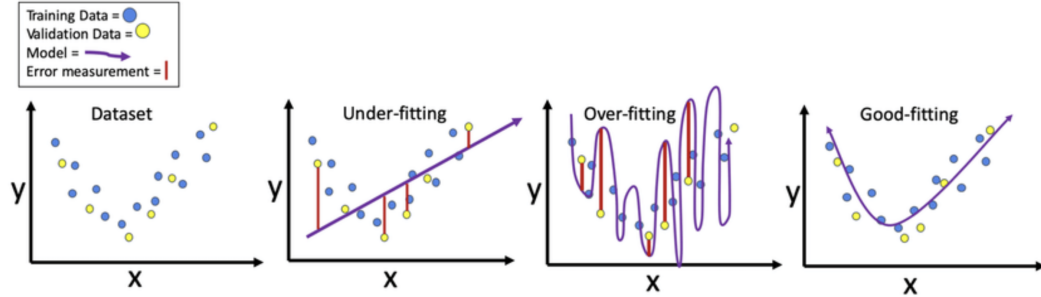 Training Data =
Validation Data =
Model =
Error measurement =
Dataset
Under-fitting
Over-fitting
Good-fitting
y
y
y
y
x
x
x
x